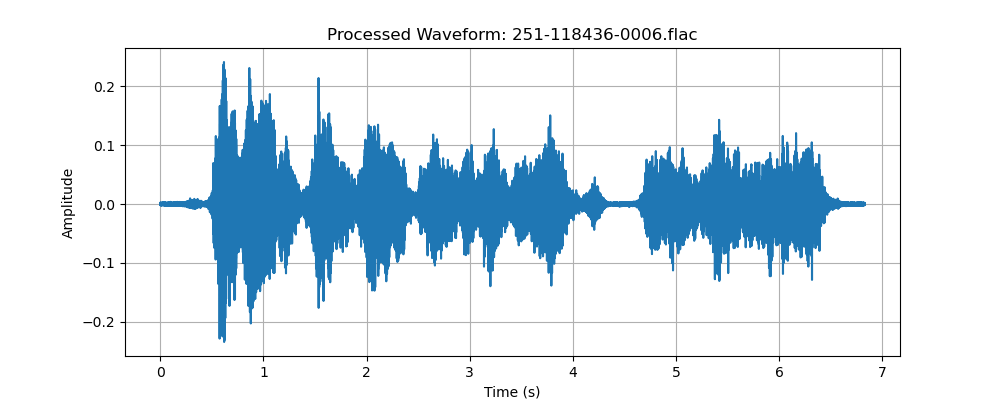 Processed Waveform: 251-118436-0006.flac
Amplitude
0.2
0.1
0.0
−0.1
−0.2
0 1 2 3 4 5 6 7
Time (s)